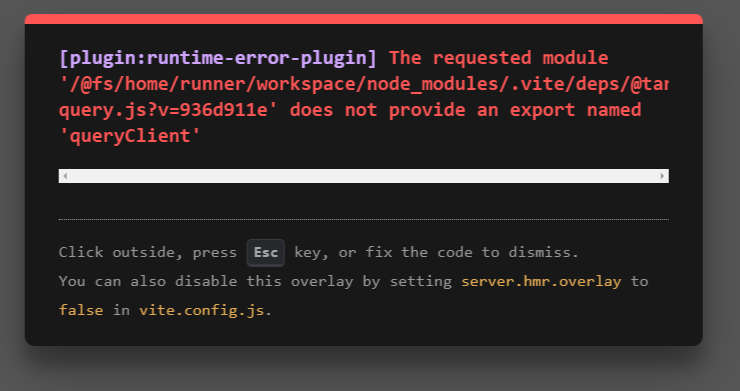 [plugin:runtime-error-plugin] The requested module
'/@fs/home/runner/workspace/node_modules/.vite/deps/@tan
query.js?v=936d911e' does not provide an export named
'queryClient'
Click outside, press Esc key, or fix the code to dismiss.
You can also disable this overlay by setting server.hmr.overlay to
false in vite.config.js.